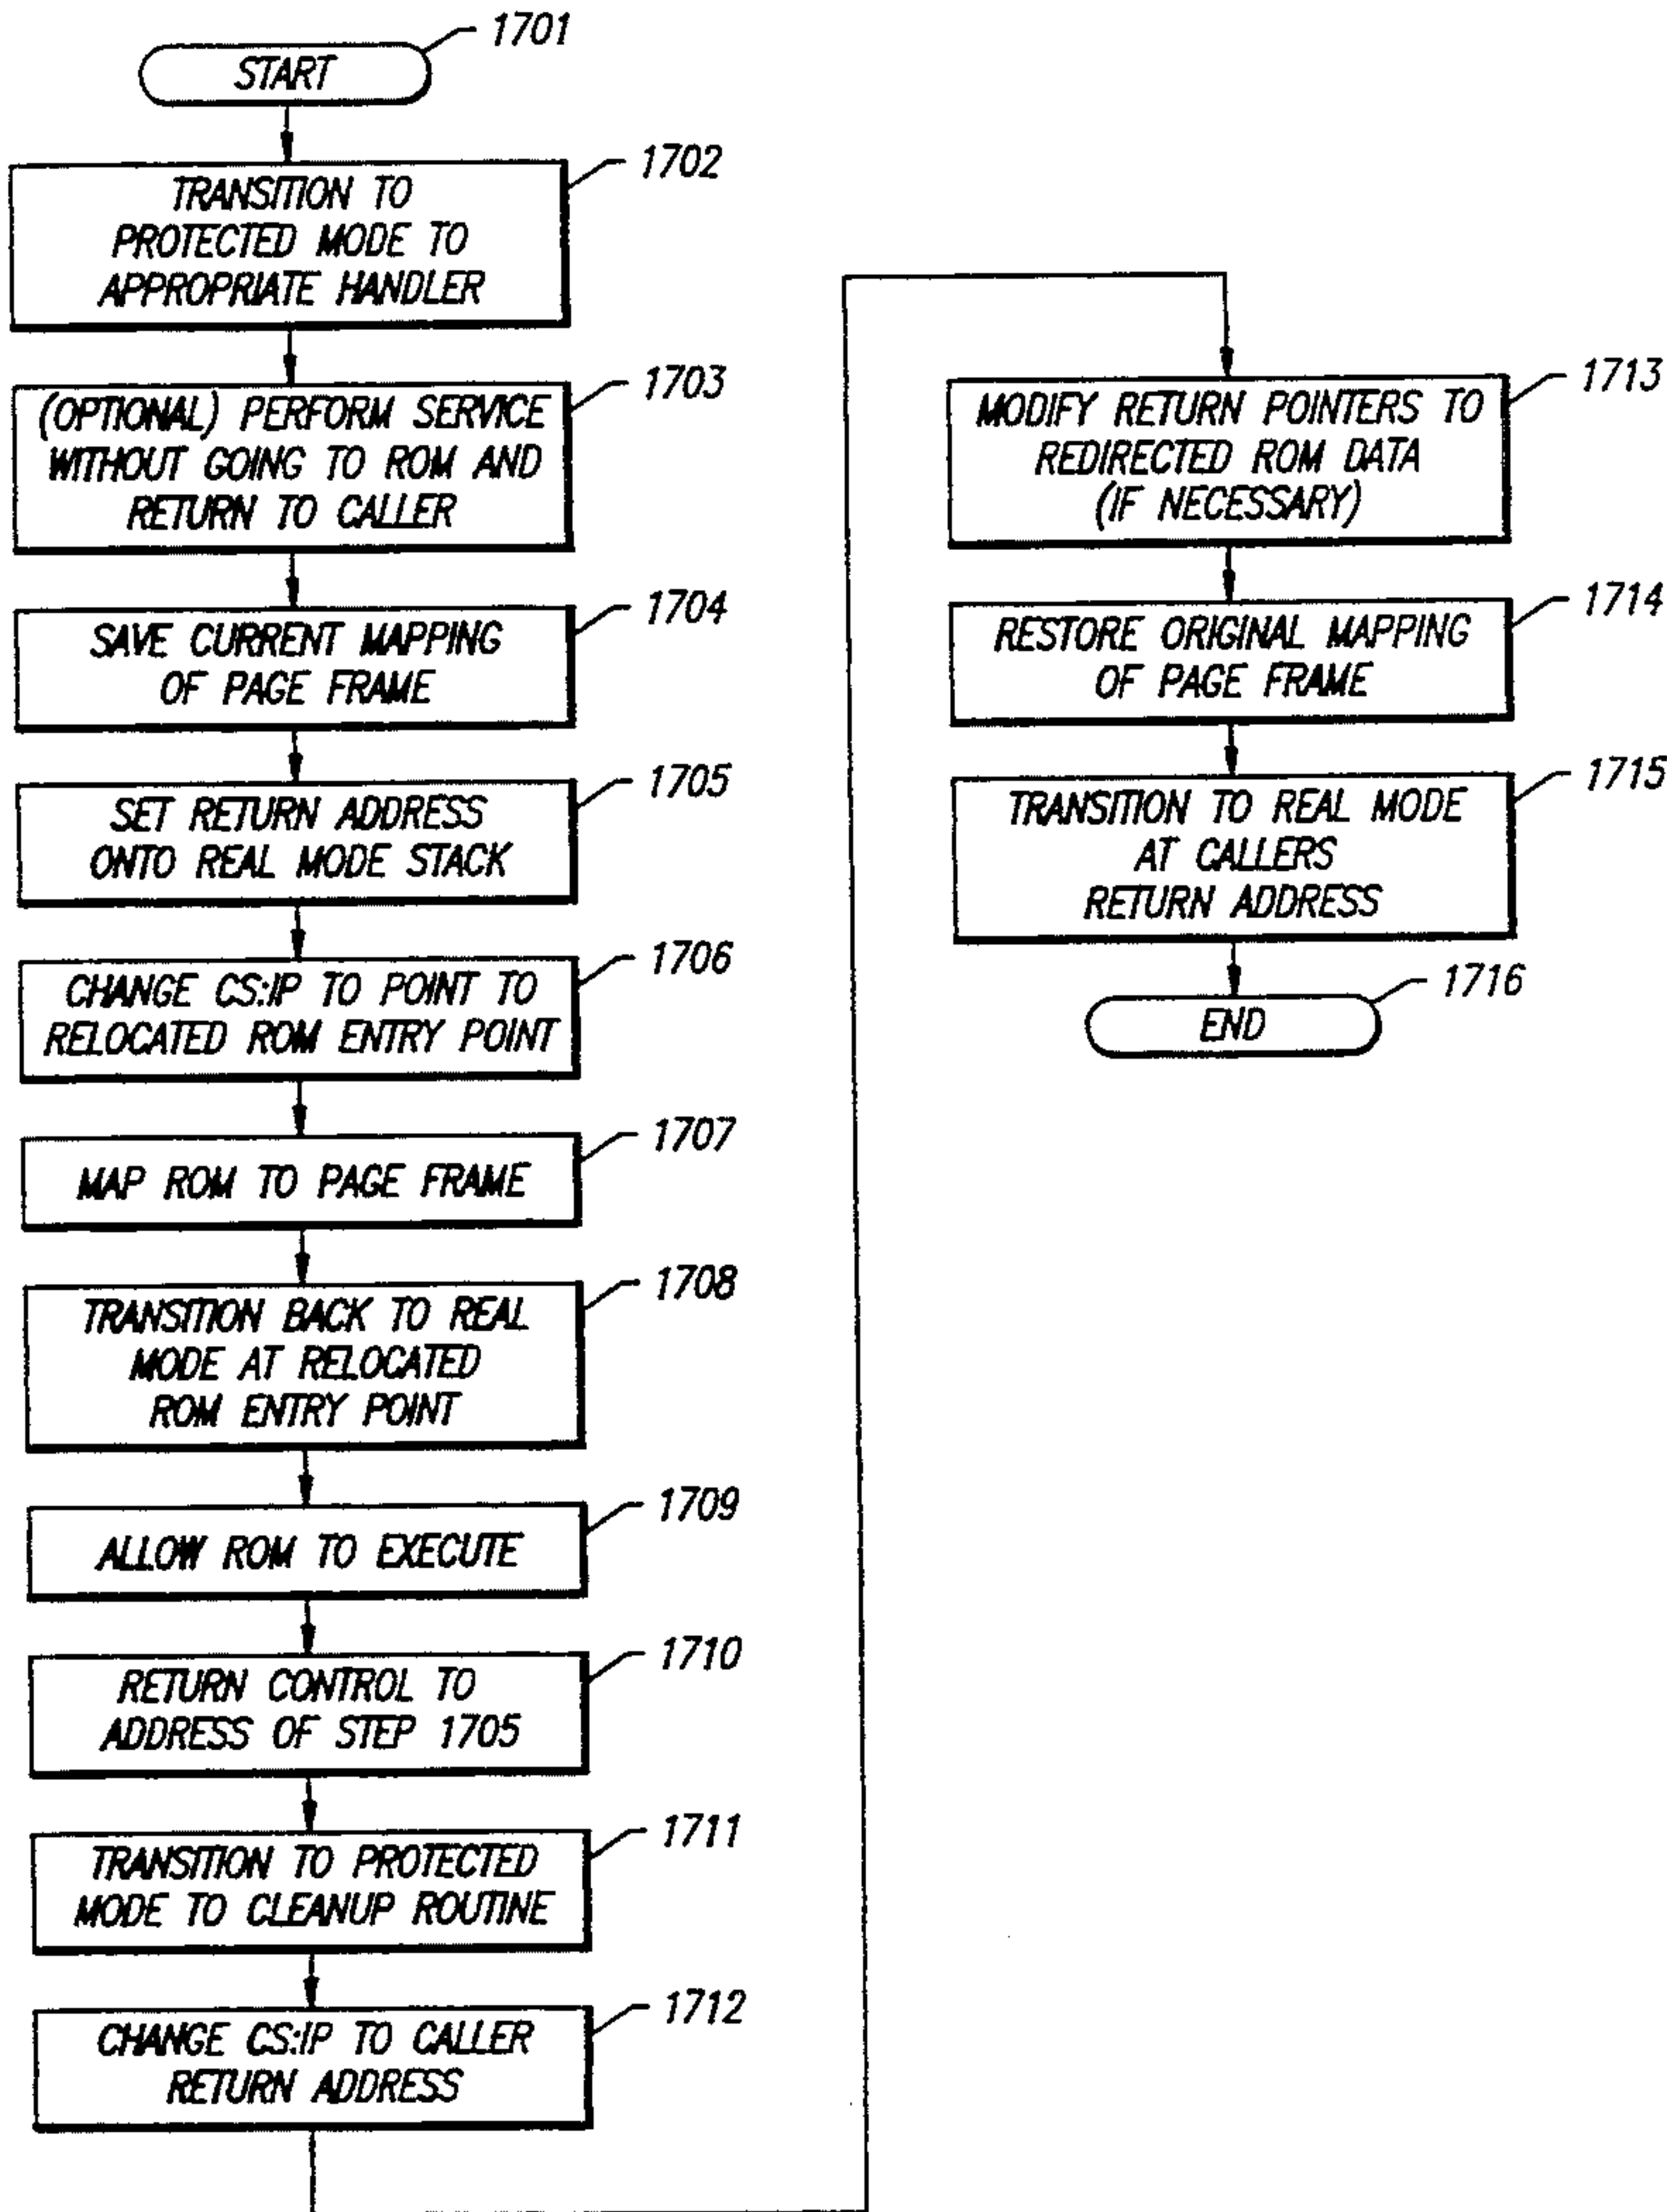 1701
START
1702
TRANSITION TO
PROTECTED MODE TO
APPROPRIATE HANDLER
1703
(OPTIONAL) PERFORM SERVICE
WITHOUT GOING TO ROM AND
RETURN TO CALLER
1704
SAVE CURRENT MAPPING
OF PAGE FRAME
1705
SET RETURN ADDRESS
ONTO REAL MODE STACK
1706
CHANGE CS:IP TO POINT TO
RELOCATED ROM ENTRY POINT
1707
MAP ROM TO PAGE FRAME
1708
TRANSITION BACK TO REAL
MODE AT RELOCATED
ROM ENTRY POINT
1709
ALLOW ROM TO EXECUTE
1710
RETURN CONTROL TO
ADDRESS OF STEP 1705
1711
TRANSITION TO PROTECTED
MODE TO CLEANUP ROUTINE
1712
CHANGE CS:IP TO CALLER
RETURN ADDRESS
1713
MODIFY RETURN POINTERS TO
REDIRECTED ROM DATA
(IF NECESSARY)
1714
RESTORE ORIGINAL MAPPING
OF PAGE FRAME
1715
TRANSITION TO REAL MODE
AT CALLERS
RETURN ADDRESS
1716
END